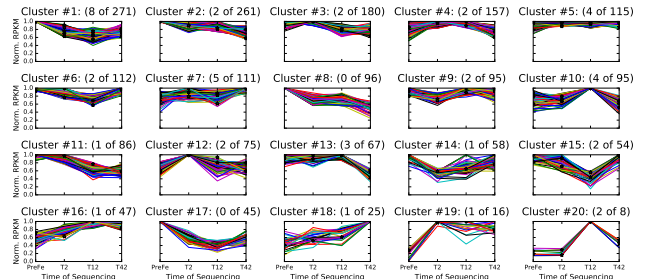 Cluster #1: (8 of 271) Cluster #2: (2 of 261) Cluster #3: (2 of 180) Cluster #4: (2 of 157) Cluster #5: (4 of 115)
Norm. RPKM
1.0
0.8
0.6
0.4
0.2
0.0
Cluster #6: (2 of 112) Cluster #7: (5 of 111) Cluster #8: (0 of 96) Cluster #9: (2 of 95) Cluster #10: (4 of 95)
Norm. RPKM
1.0
0.8
0.6
0.4
0.2
0.0
Cluster #11: (1 of 86) Cluster #12: (2 of 75) Cluster #13: (3 of 67) Cluster #14: (1 of 58) Cluster #15: (2 of 54)
Norm. RPKM
1.0
0.8
0.6
0.4
0.2
0.0
Cluster #16: (1 of 47) Cluster #17: (0 of 45) Cluster #18: (1 of 25) Cluster #19: (1 of 16) Cluster #20: (2 of 8)
Norm. RPKM
1.0
0.8
0.6
0.4
0.2
0.0
PreFe T2 T12 T42 PreFe T2 T12 T42 PreFe T2 T12 T42 PreFe T2 T12 T42 PreFe T2 T12 T42
Time of Sequencing Time of Sequencing Time of Sequencing Time of Sequencing Time of Sequencing